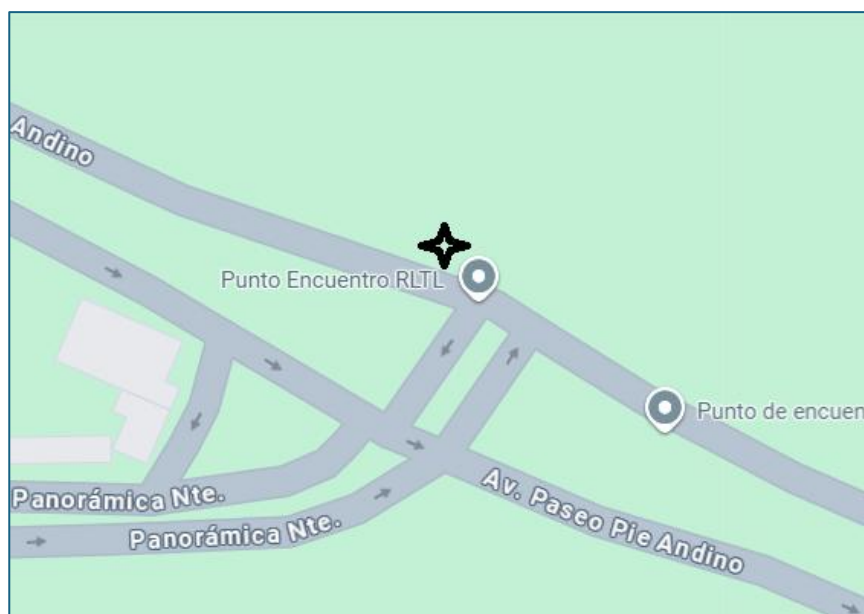 Andino
Punto Encuentro RLTL
Punto de encuen
Panorámica Nte.
Av. Paseo Pie Andino
Panorámica Nte.